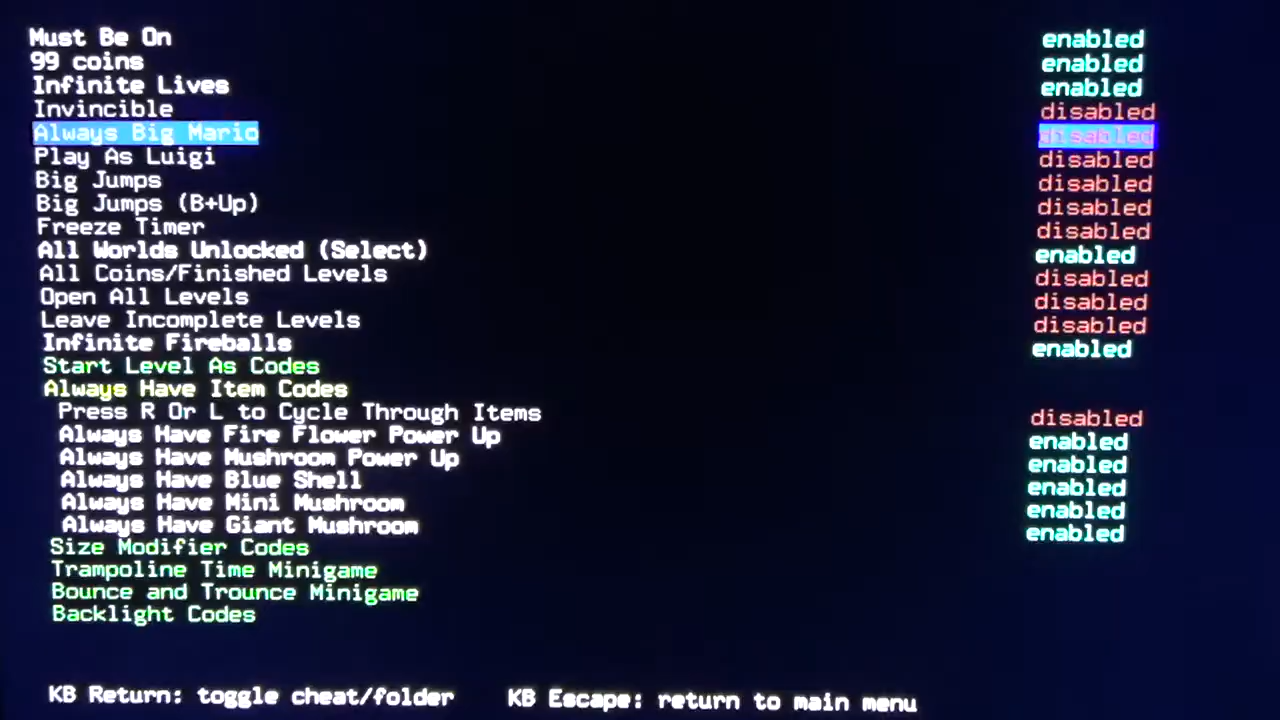 Must Be On enabled
99 coins enabled
Infinite Lives enabled
Invincible disabled
Always Big Mario disabled
Play As Luigi disabled
Big Jumps disabled
Big Jumps (B+Up) disabled
Freeze Timer disabled
All Worlds Unlocked (Select) enabled
All Coins/Finished Levels disabled
Open All Levels disabled
Leave Incomplete Levels disabled
Infinite Fireballs enabled
Start Level As Codes
Always Have Item Codes
Press R Or L to Cycle Through Items disabled
Always Have Fire Flower Power Up enabled
Always Have Mushroom Power Up enabled
Always Have Blue Shell enabled
Always Have Mini Mushroom enabled
Always Have Giant Mushroom enabled
Size Modifier Codes
Trampoline Time Minigame
Bounce and Trounce Minigame
Backlight Codes
KB Return: toggle cheat/folder KB Escape: return to main menu